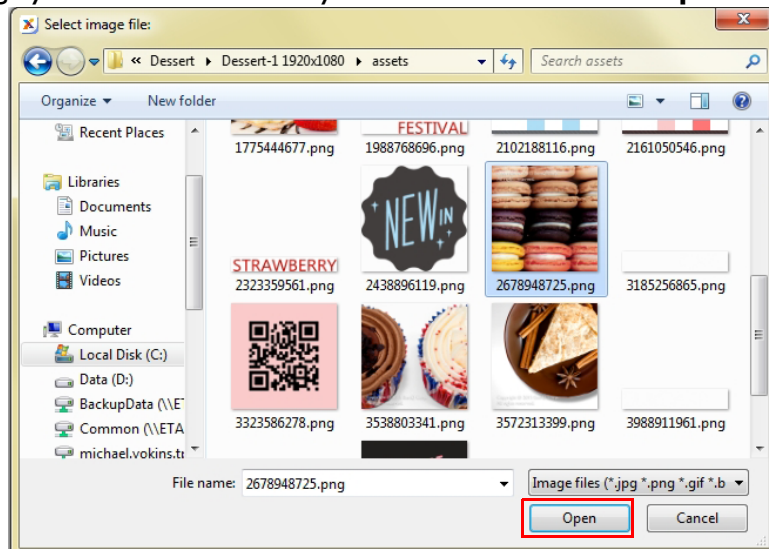 Select image file:
« Dessert ▸ Dessert-1 1920x1080 ▸ assets
Search assets
Organize
New folder
Recent Places
Libraries
Documents
Music
Pictures
Videos
Computer
Local Disk (C:)
Data (D:)
BackupData (\\ET
Common (\\ETA
michael.yokins.tr
FESTIVAL
1775444677.png
1988768696.png
2102188116.png
2161050546.png
STRAWBERRY
NEW IN
2323359561.png
2438896119.png
2678948725.png
3185256865.png
3323586278.png
3538803341.png
3572313399.png
3988911961.png
File name: 2678948725.png
Image files (*.jpg *.png *.gif *.b
Open
Cancel